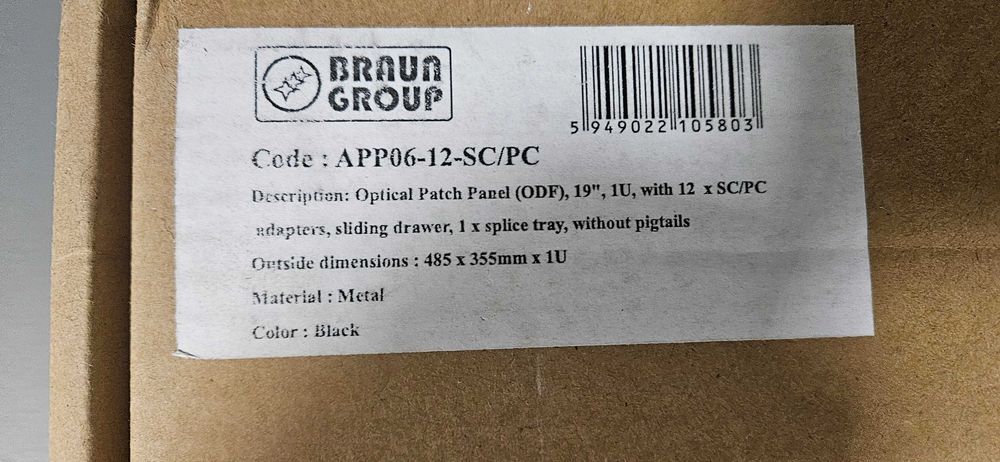 BRAUN
GROUP
5 949022 105803
Code : APP06-12-SC/PC
Description: Optical Patch Panel (ODF), 19", 1U, with 12 x SC/PC
adapters, sliding drawer, 1 x splice tray, without pigtails
Outside dimensions : 485 x 355mm x 1U
Material : Metal
Color : Black